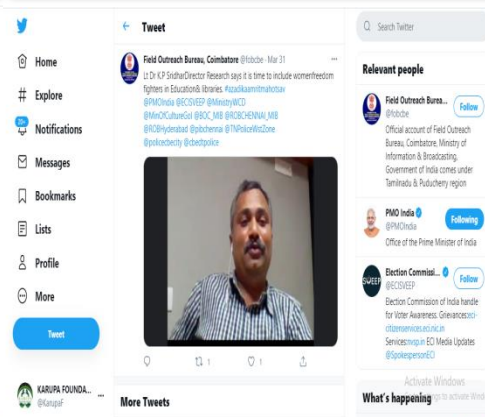 Tweet
Search Twitter
Home
Explore
20+
Notifications
Messages
Bookmarks
Lists
Profile
More
Tweet
KARUPA FOUNDA...
@KarupaF
Field Outreach Bureau, Coimbatore @fobcbe · Mar 31
Lt Dr K.P SridharDirector Research says it is time to include womenfreedom
fighters in Education& libraries. #azadikaamritmahotsav
@PMOIndia @ECISVEEP @MinistryWCD
@MinOfCultureGoI @BOC_MIB @ROBCHENNAI_MIB
@ROBHyderabad @pibchennai @TNPoliceWstZone
@policecbecity @cbedtpolice
1
1
More Tweets
Relevant people
Field Outreach Burea...
@fobcbe
Follow
Official account of Field Outreach
Bureau, Coimbatore, Ministry of
Information & Broadcasting,
Government of India comes under
Tamilnadu & Puducherry region
PMO India
@PMOIndia
Following
Office of the Prime Minister of India
SVEEP
Election Commissi...
@ECISVEEP
Follow
Election Commission of India handle
for Voter Awareness. Grievances:eci-
citizenservices.eci.nic.in
Services:nvsp.in ECI Media Updates
@SpokespersonECI
Activate Windows
What's happening